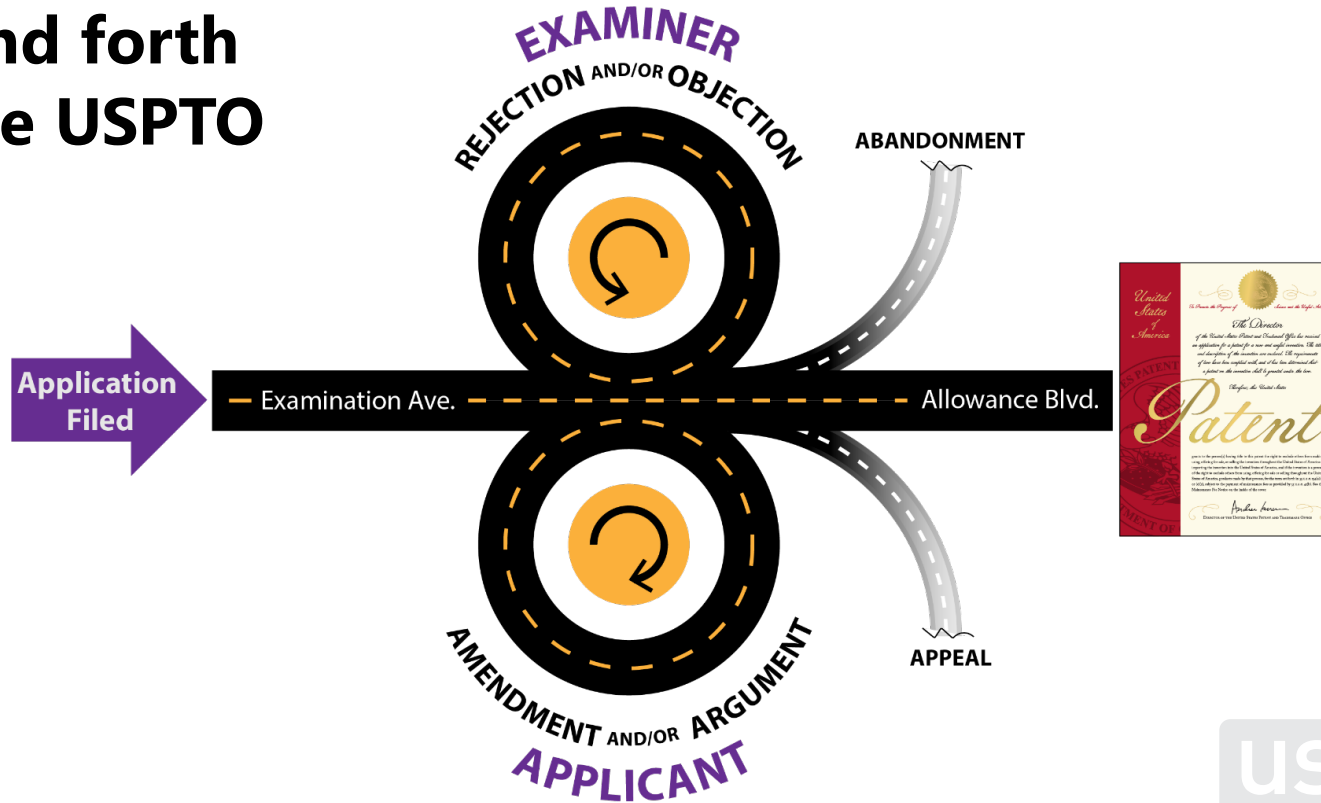 nd forth
e USPTO
EXAMINER
REJECTION AND/OR OBJECTION
ABANDONMENT
Application
Filed
Examination Ave.
Allowance Blvd.
United
States
of
America
The Director
Patent
AMENDMENT AND/OR ARGUMENT
APPLICANT
APPEAL
us